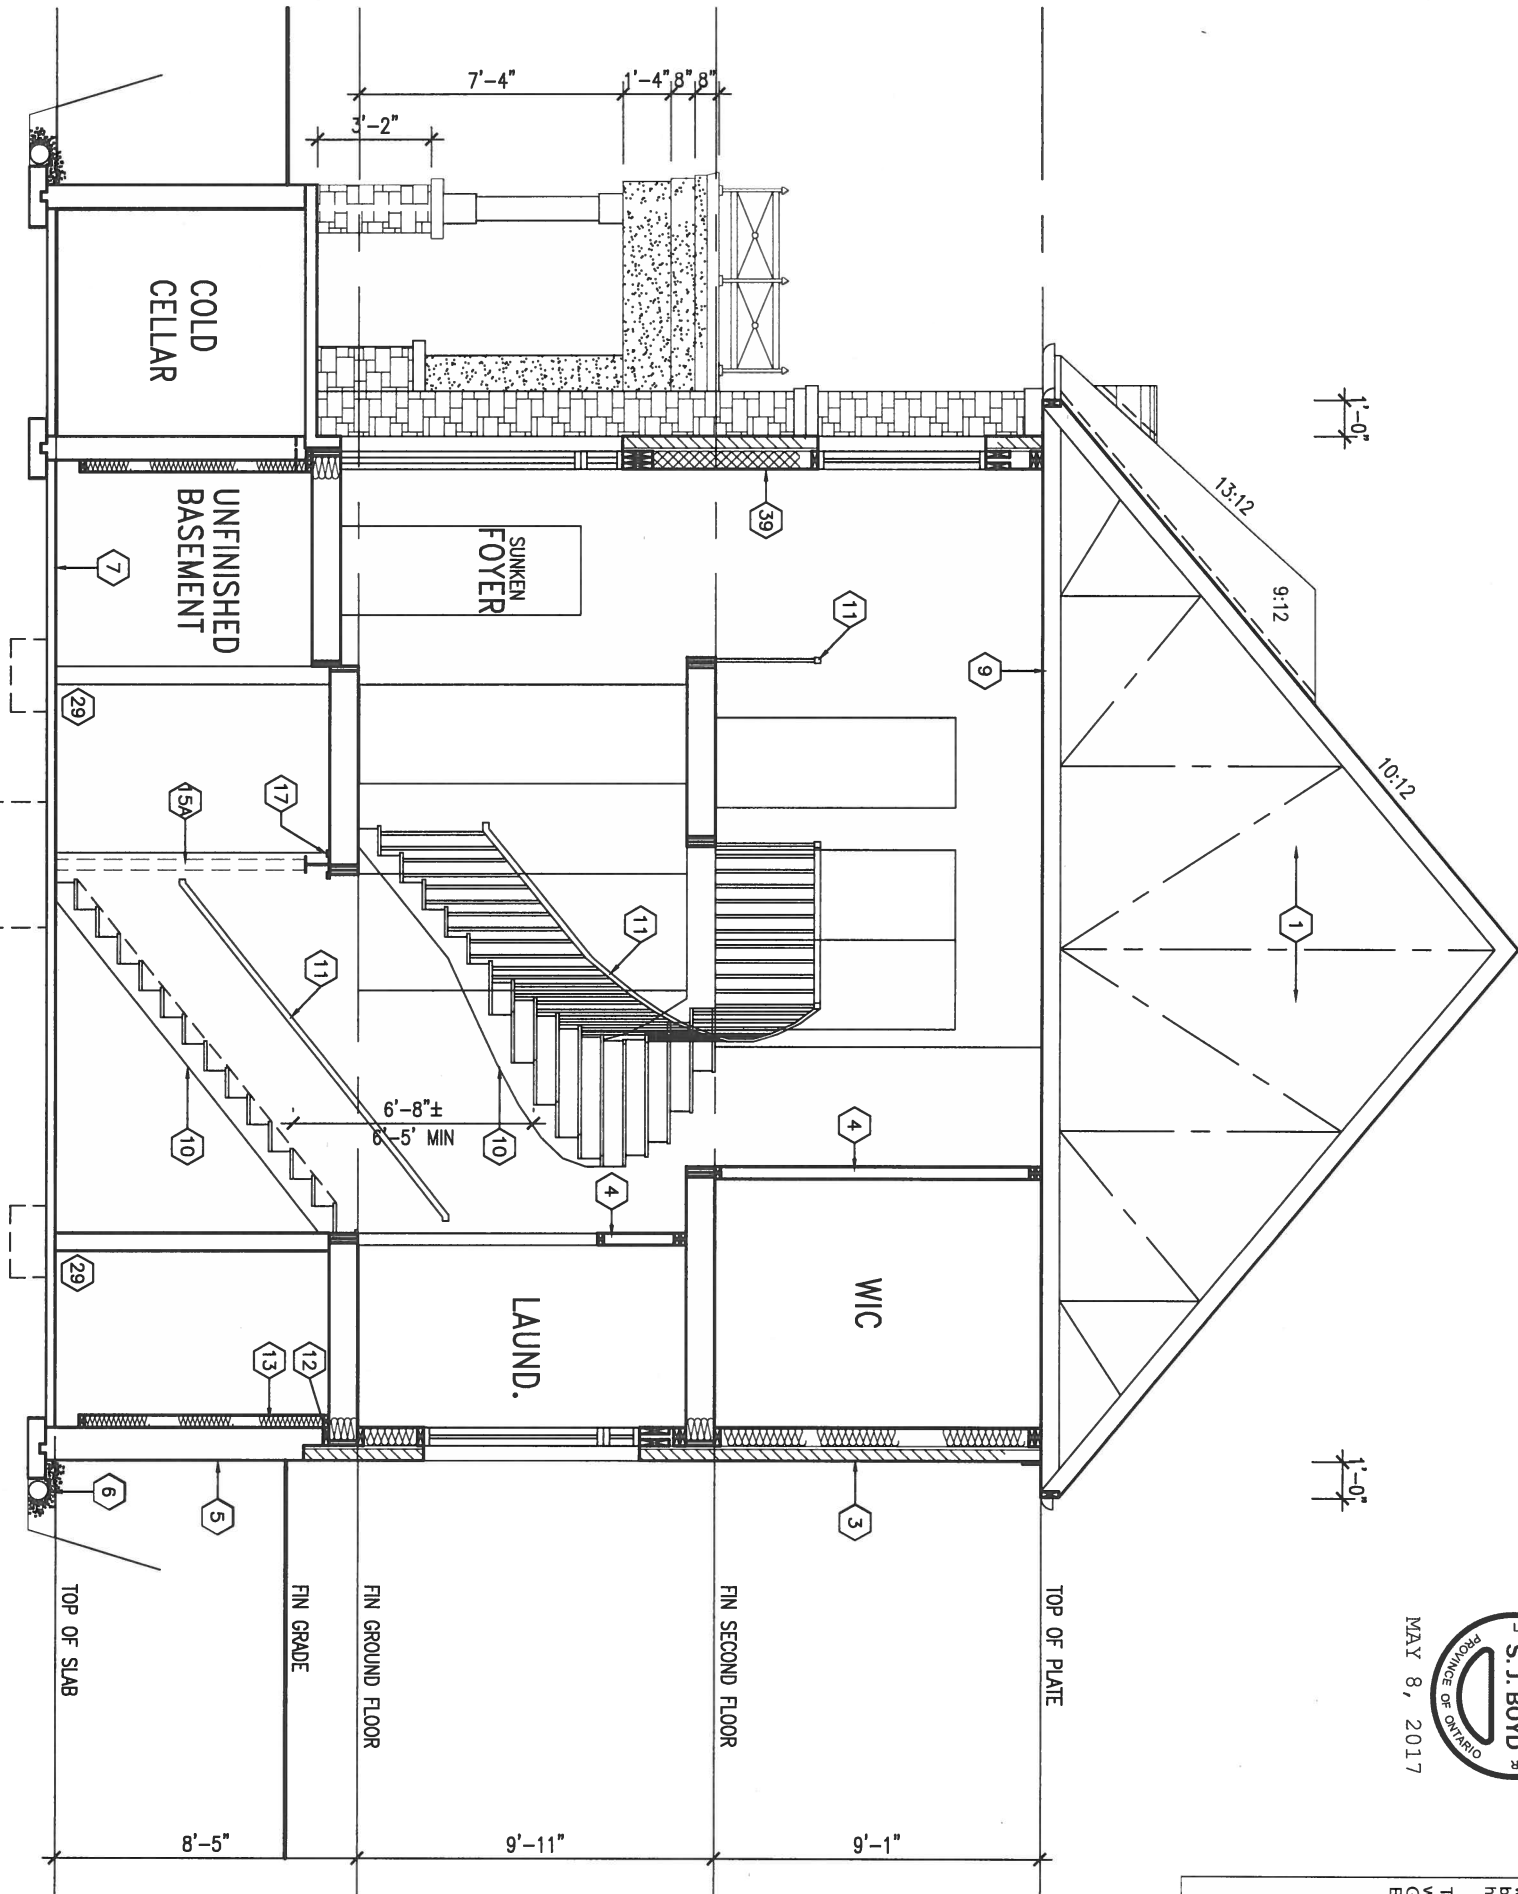 7'-4"
1'-4"
8"
8"
3'-2"
COLD
CELLAR
UNFINISHED
BASEMENT
SUNKEN
FOYER
7
39
11
9
13:12
9:12
10:12
1'-0"
29
15A
17
11
11
1
10
10
6'-8"±
6'-5' MIN
4
4
WIC
LAUND.
29
13
12
6
5
3
1'-0"
TOP OF SLAB
FIN GRADE
FIN GROUND FLOOR
FIN SECOND FLOOR
TOP OF PLATE
8'-5"
9'-11"
9'-1"
S. J. BOYD
PROVINCE OF ONTARIO
MAY 8, 2017